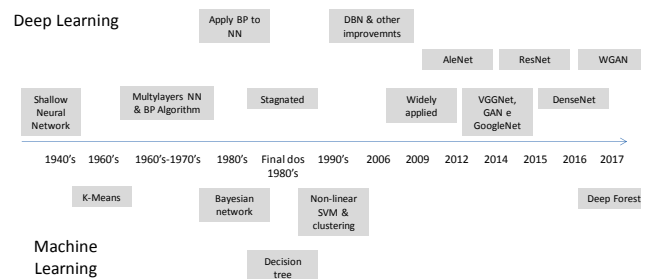 Deep Learning
Apply BP to
NN
DBN & other
improvemnts
AleNet
ResNet
WGAN
Shallow
Neural
Network
Multylayers NN
& BP Algorithm
Stagnated
Widely
applied
VGGNet,
GAN e
GoogleNet
DenseNet
1940's
1960's
1960's-1970's
1980's
Final dos
1980's
1990's
2006
2009
2012
2014
2015
2016
2017
K-Means
Bayesian
network
Non-linear
SVM &
clustering
Deep Forest
Machine
Learning
Decision
tree